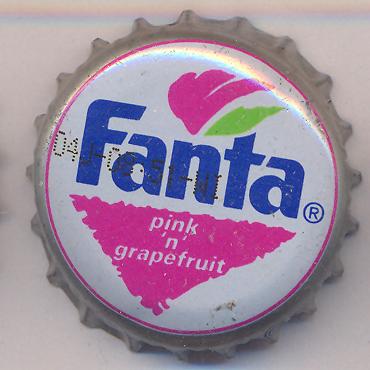 Fanta®
pink
'n'
grapefruit